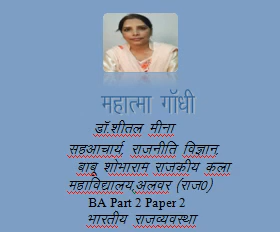 महात्मा गाँधी
डॉ.शीतल मीना
सहआचार्य, राजनीति विज्ञान,
बाबू शोभाराम राजकीय कला
महाविद्यालय,अलवर (राज0)
BA Part 2 Paper 2
भारतीय राजव्यवस्था